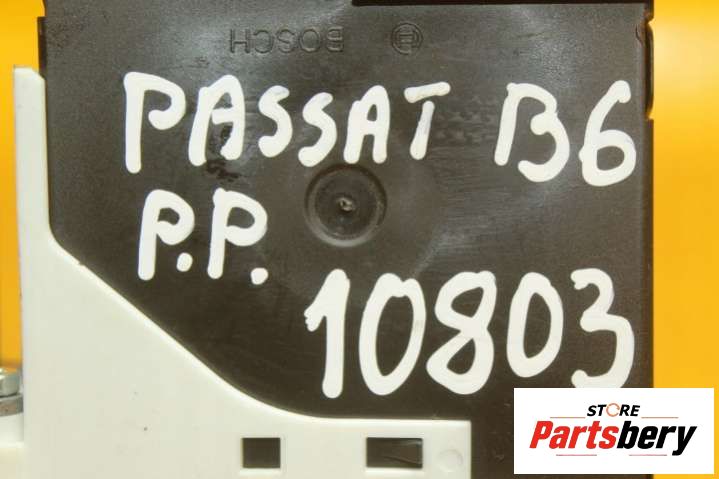 BOSCH
PASSAT B6
P.P.
10803
STORE
Partsbery